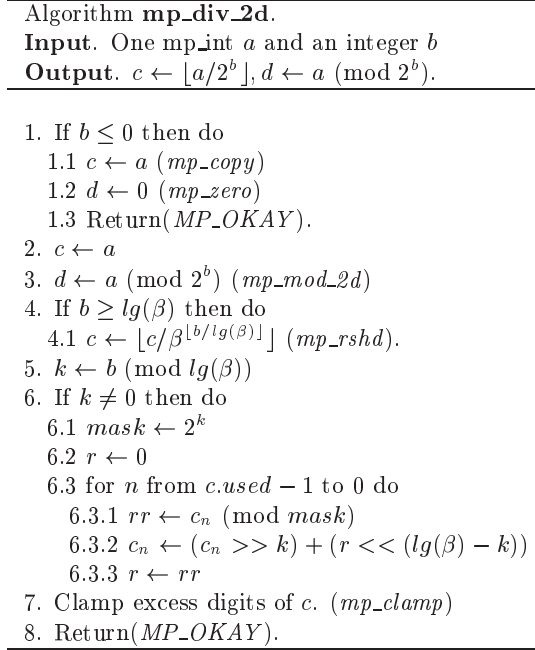 Algorithm mp_div_2d.
Input. One mp_int a and an integer b
Output. c ← ⌊a/2^b⌋, d ← a (mod 2^b).
1. If b ≤ 0 then do
1.1 c ← a (mp_copy)
1.2 d ← 0 (mp_zero)
1.3 Return(MP_OKAY).
2. c ← a
3. d ← a (mod 2^b) (mp_mod_2d)
4. If b ≥ lg(β) then do
4.1 c ← ⌊c/β^⌊b/lg(β)⌋⌋ (mp_rshd).
5. k ← b (mod lg(β))
6. If k ≠ 0 then do
6.1 mask ← 2^k
6.2 r ← 0
6.3 for n from c.used − 1 to 0 do
6.3.1 rr ← c_n (mod mask)
6.3.2 c_n ← (c_n >> k) + (r << (lg(β) − k))
6.3.3 r ← rr
7. Clamp excess digits of c. (mp_clamp)
8. Return(MP_OKAY).